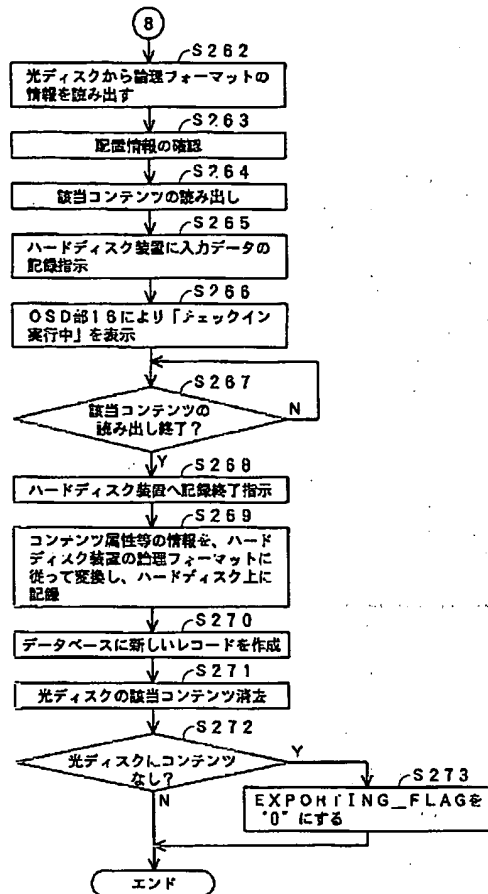 8
S262
光ディスクから論理フォーマットの
情報を読み出す
S263
配置情報の確認
S264
該当コンテンツの読み出し
S265
ハードディスク装置に入力データの
記録指示
S266
OSD部16により「チェックイン
実行中」を表示
S267
該当コンテンツの
読み出し終了?
N
Y
S268
ハードディスク装置へ記録終了指示
S269
コンテンツ属性等の情報を、ハード
ディスク装置の論理フォーマットに
従って変換し、ハードディスク上に
記録
S270
データベースに新しいレコードを作成
S271
光ディスクの該当コンテンツ消去
S272
光ディスクにコンテンツ
なし?
Y
N
S273
EXPORTING_FLAGを
"0"にする
エンド